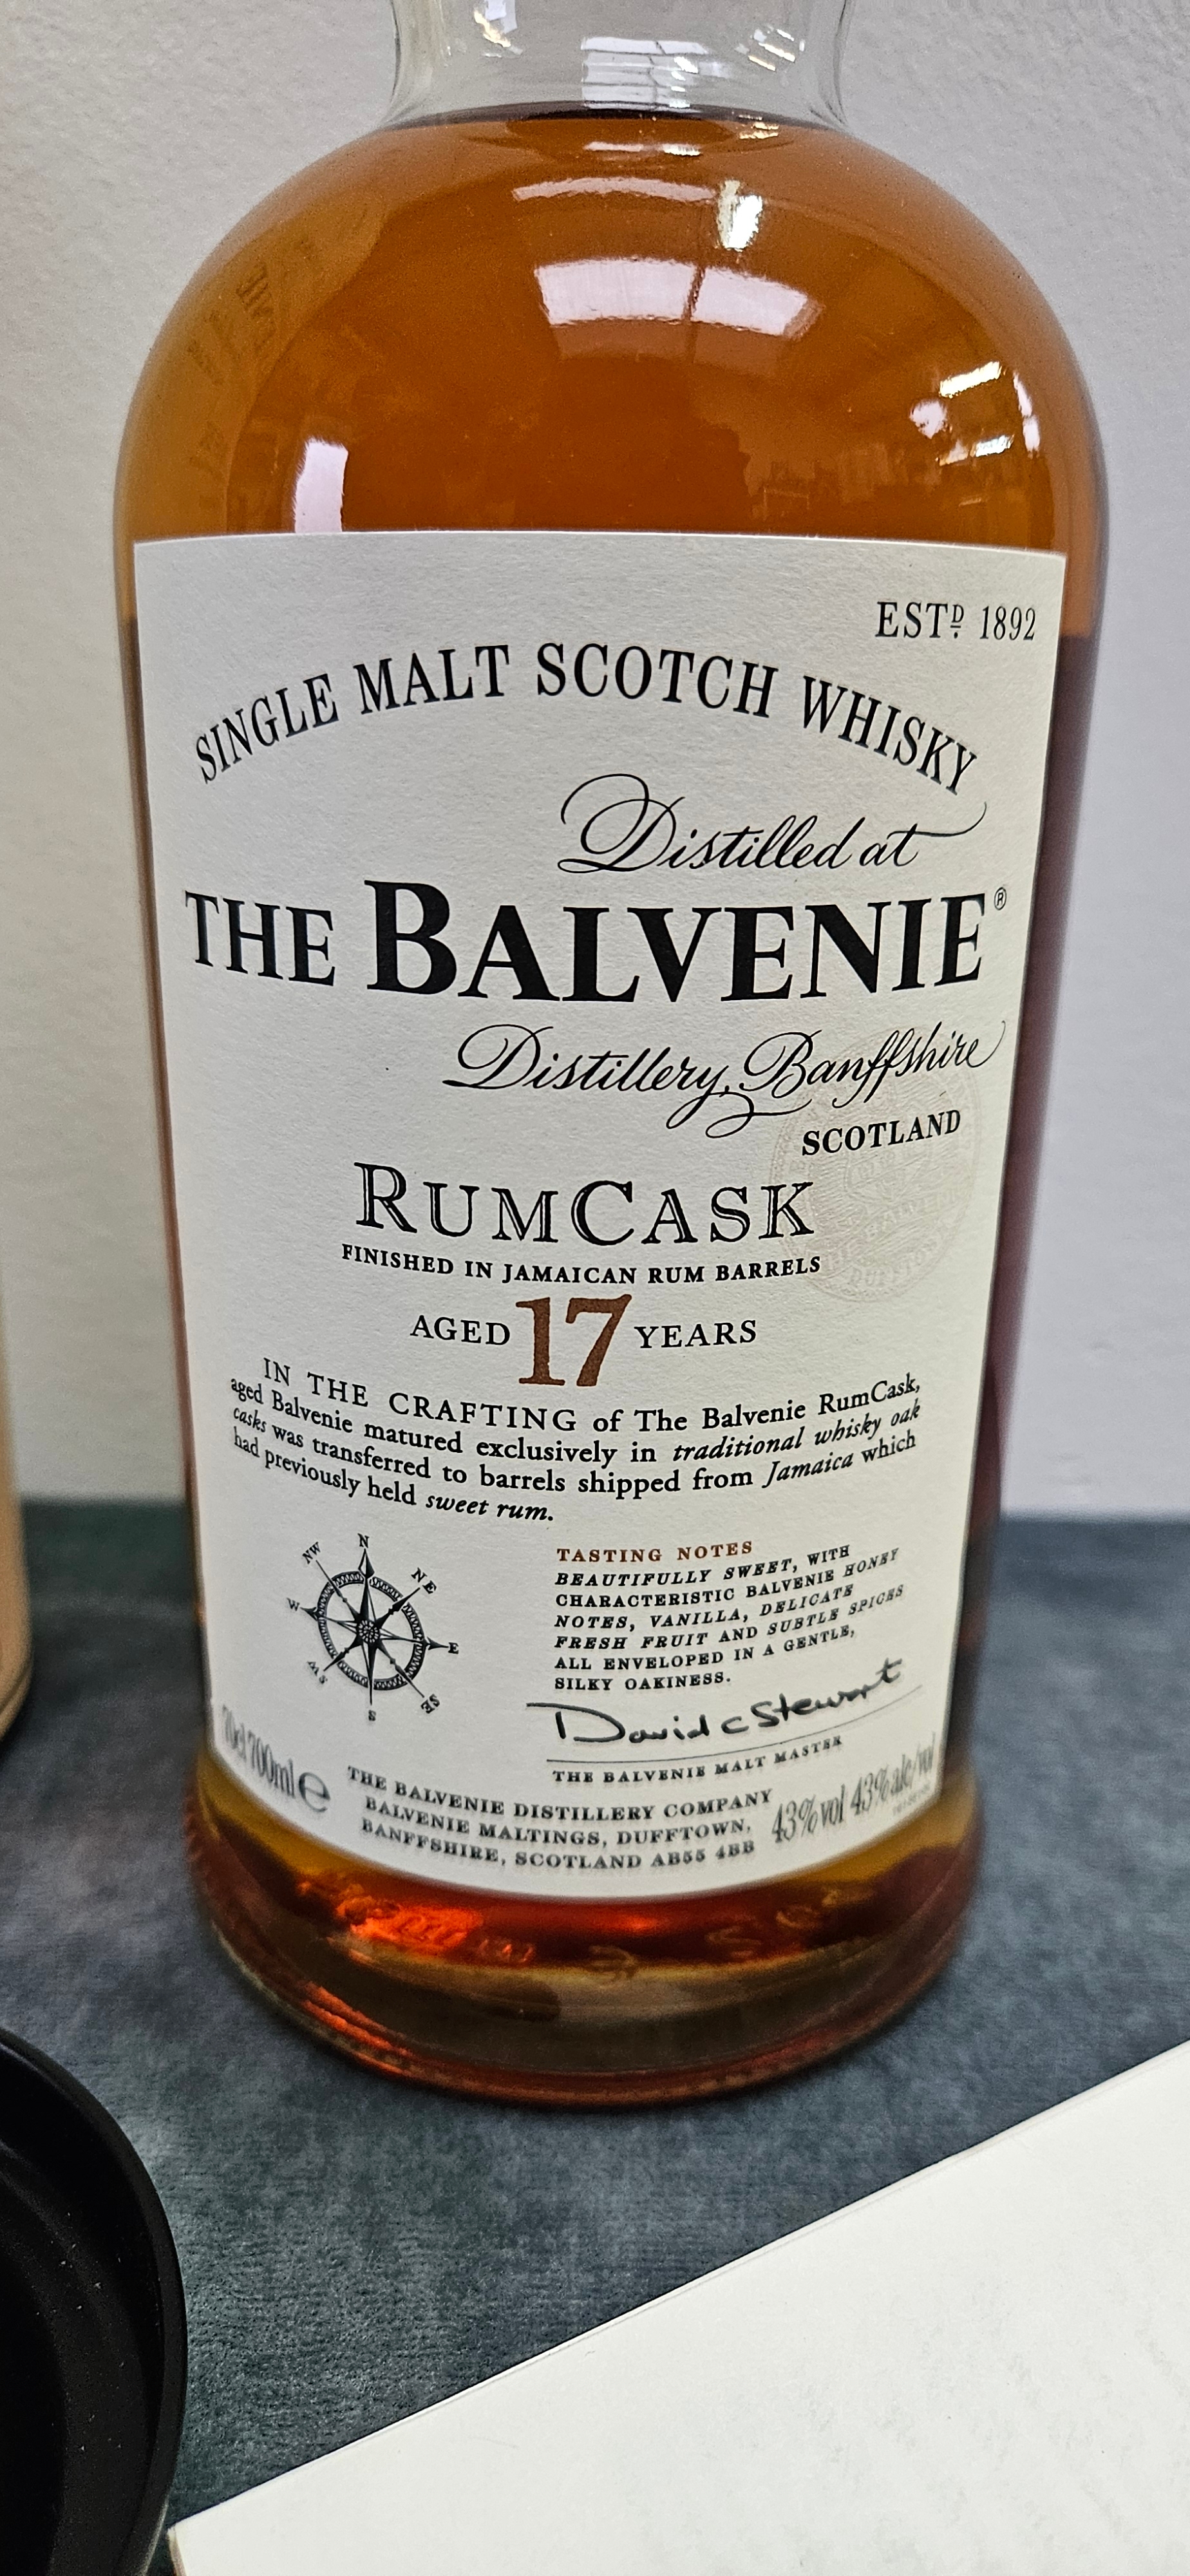 ESTD. 1892
SINGLE MALT SCOTCH WHISKY
Distilled at
THE BALVENIE®
Distillery, Banffshire
SCOTLAND
RUMCASK
FINISHED IN JAMAICAN RUM BARRELS
AGED 17 YEARS
IN THE CRAFTING of The Balvenie RumCask,
aged Balvenie matured exclusively in traditional whisky oak
casks was transferred to barrels shipped from Jamaica which
had previously held sweet rum.
N
NW
NE
W
E
SW
SE
S
TASTING NOTES
BEAUTIFULLY SWEET, WITH
CHARACTERISTIC BALVENIE HONEY
NOTES, VANILLA, DELICATE
FRESH FRUIT AND SUBTLE SPICES
ALL ENVELOPED IN A GENTLE,
SILKY OAKINESS.
David C Stewart
THE BALVENIE MALT MASTER
70cl 700ml e
THE BALVENIE DISTILLERY COMPANY
BALVENIE MALTINGS, DUFFTOWN,
BANFFSHIRE, SCOTLAND AB55 4BB
43%vol 43%alc/vol